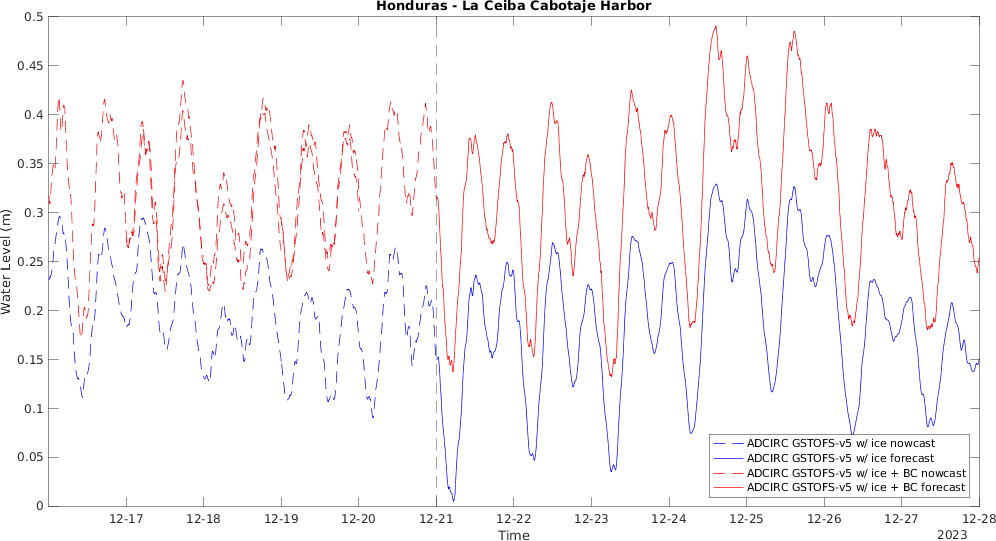 Honduras - La Ceiba Cabotaje Harbor
0.5
0.45
0.4
0.35
0.3
0.25
0.2
0.15
0.1
0.05
0
Water Level (m)
ADCIRC GSTOFS-v5 w/ ice nowcast
ADCIRC GSTOFS-v5 w/ ice forecast
ADCIRC GSTOFS-v5 w/ ice + BC nowcast
ADCIRC GSTOFS-v5 w/ ice + BC forecast
12-17 12-18 12-19 12-20 12-21 12-22 12-23 12-24 12-25 12-26 12-27 12-28
Time
2023